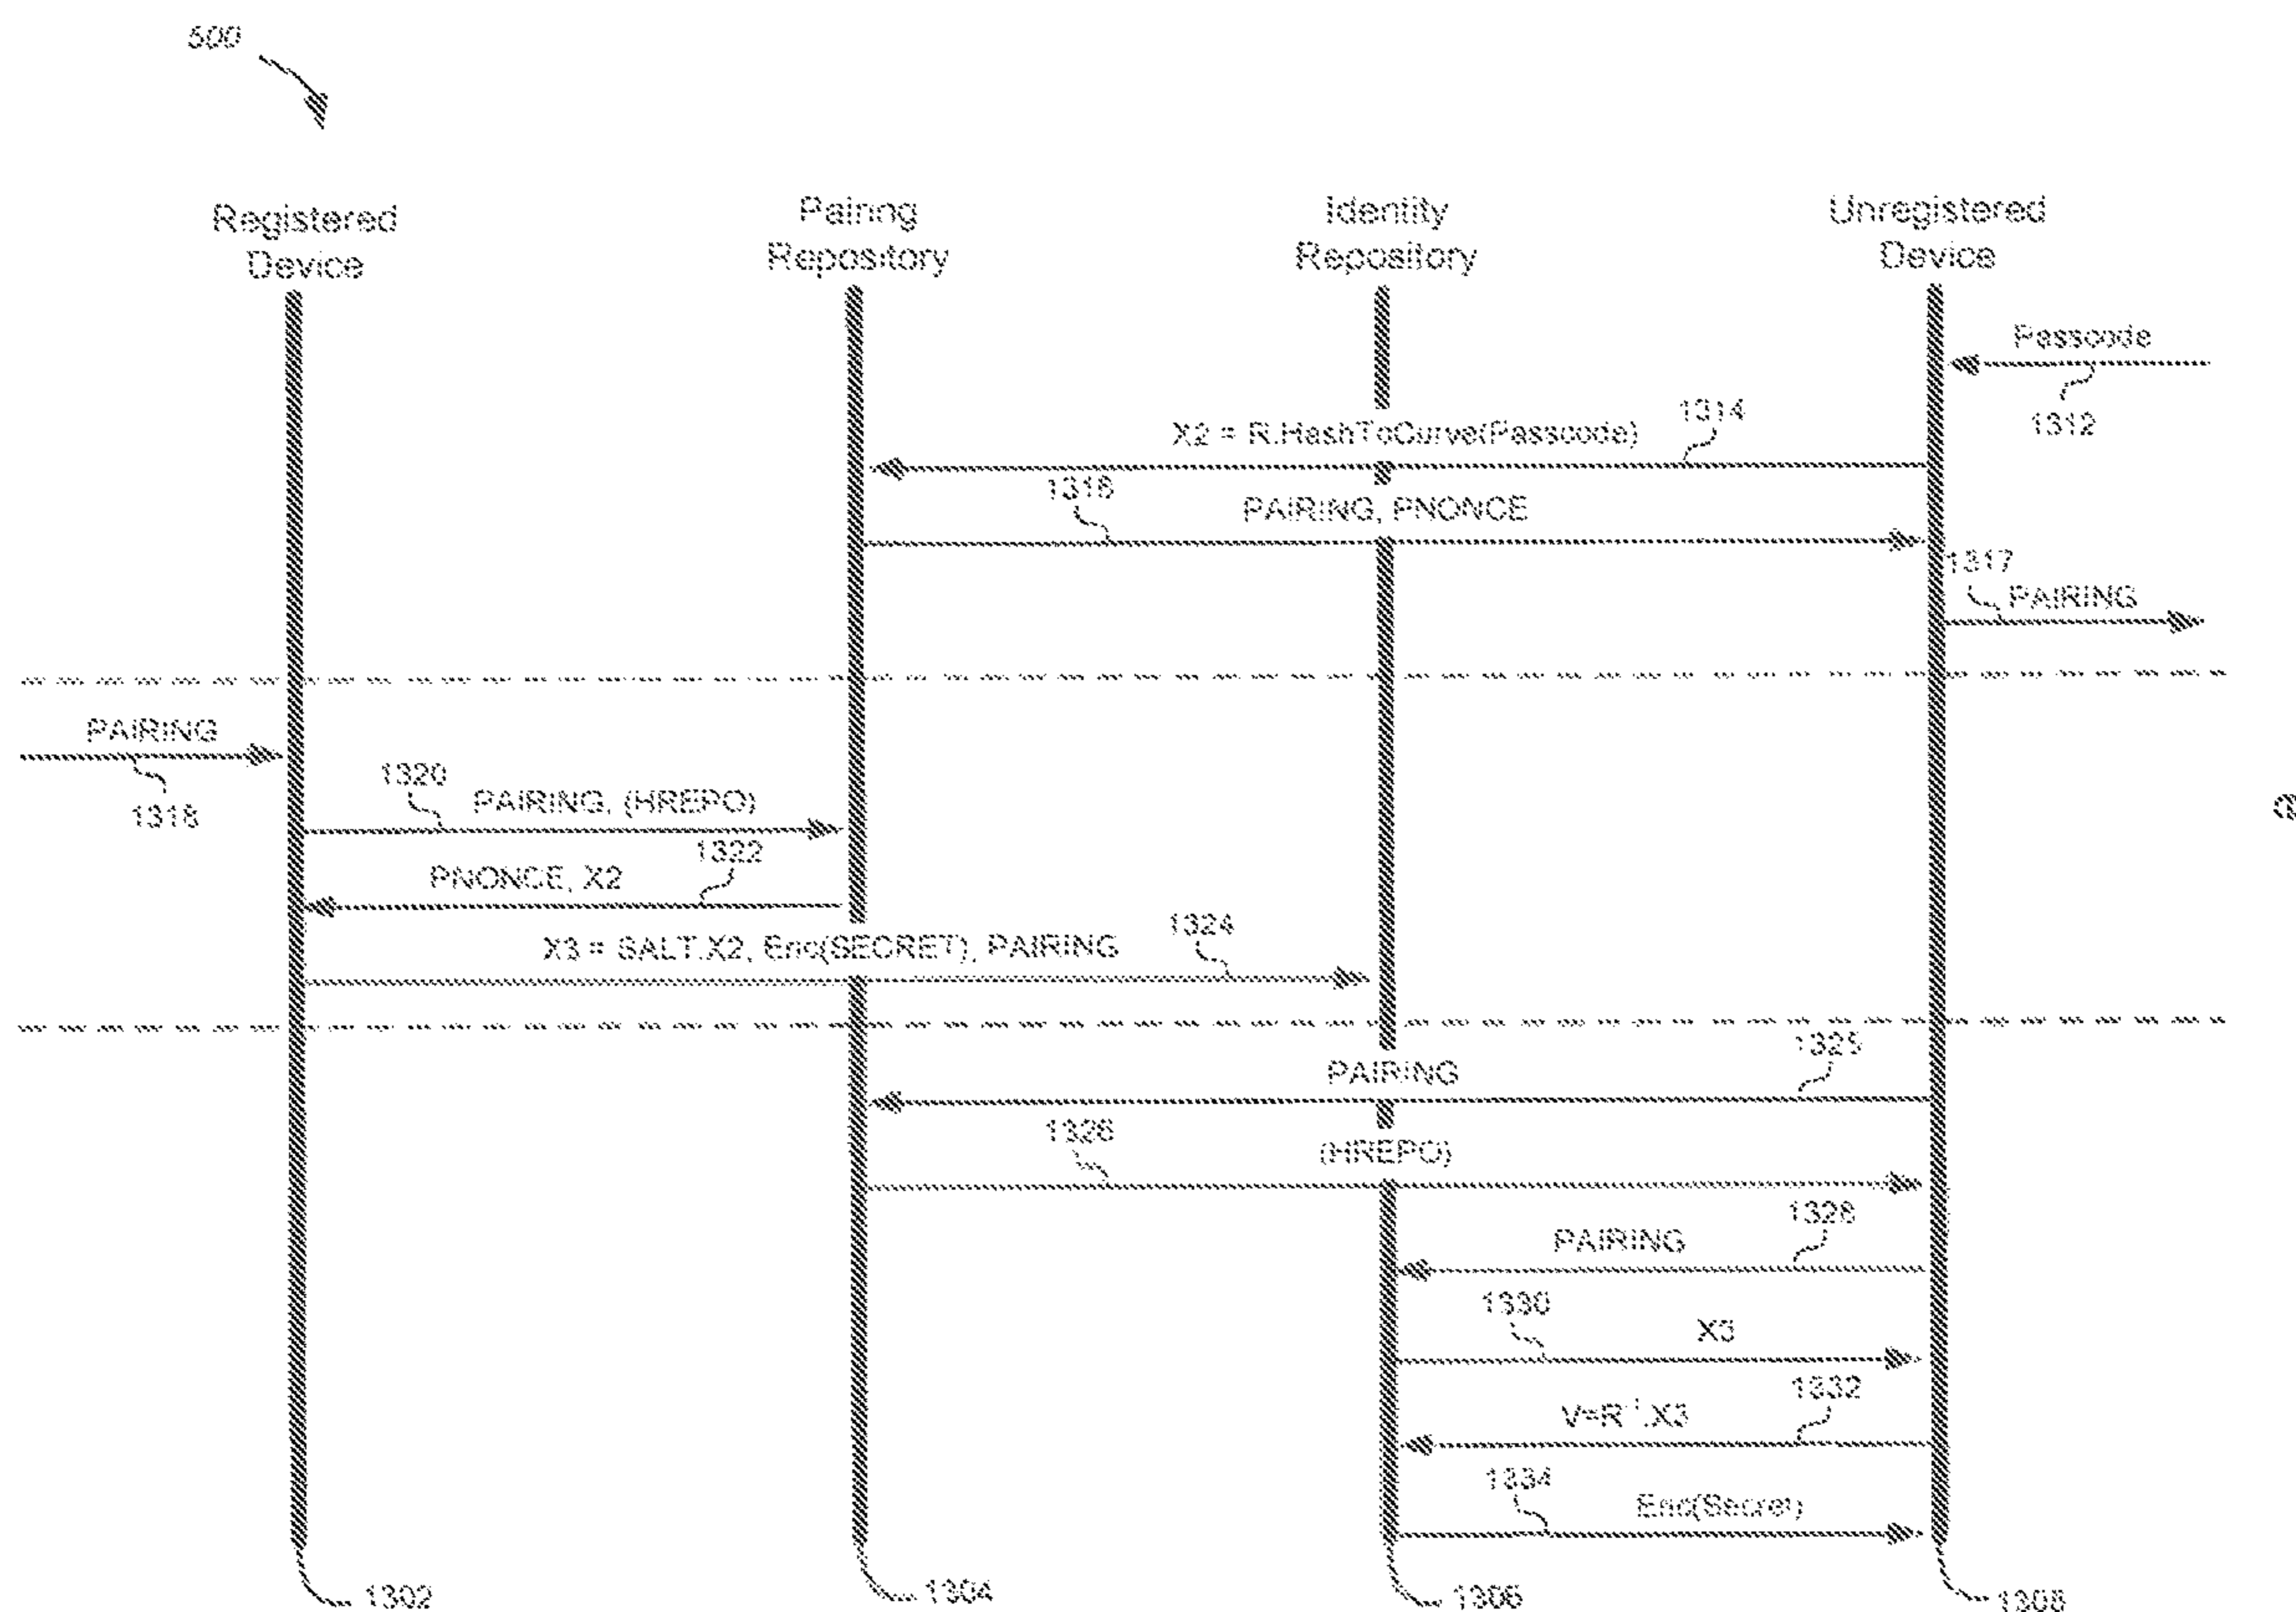 500
Registered
Device
Pairing
Repository
Identity
Repository
Unregistered
Device
Passcode
1312
1314
X2 = R.HashToCurve(Passcode)
1316
PAIRING, PNONCE
1317
PAIRING
PAIRING
1318
1320
PAIRING, (HREPO)
1322
PNONCE, X2
1324
X3 = SALT.X2, Enc(SECRET), PAIRING
1325
PAIRING
1326
(HREPO)
1328
PAIRING
1330
X3
1332
V=R⁻¹.X3
1334
Enc(Secret)
1302
1304
1306
1308